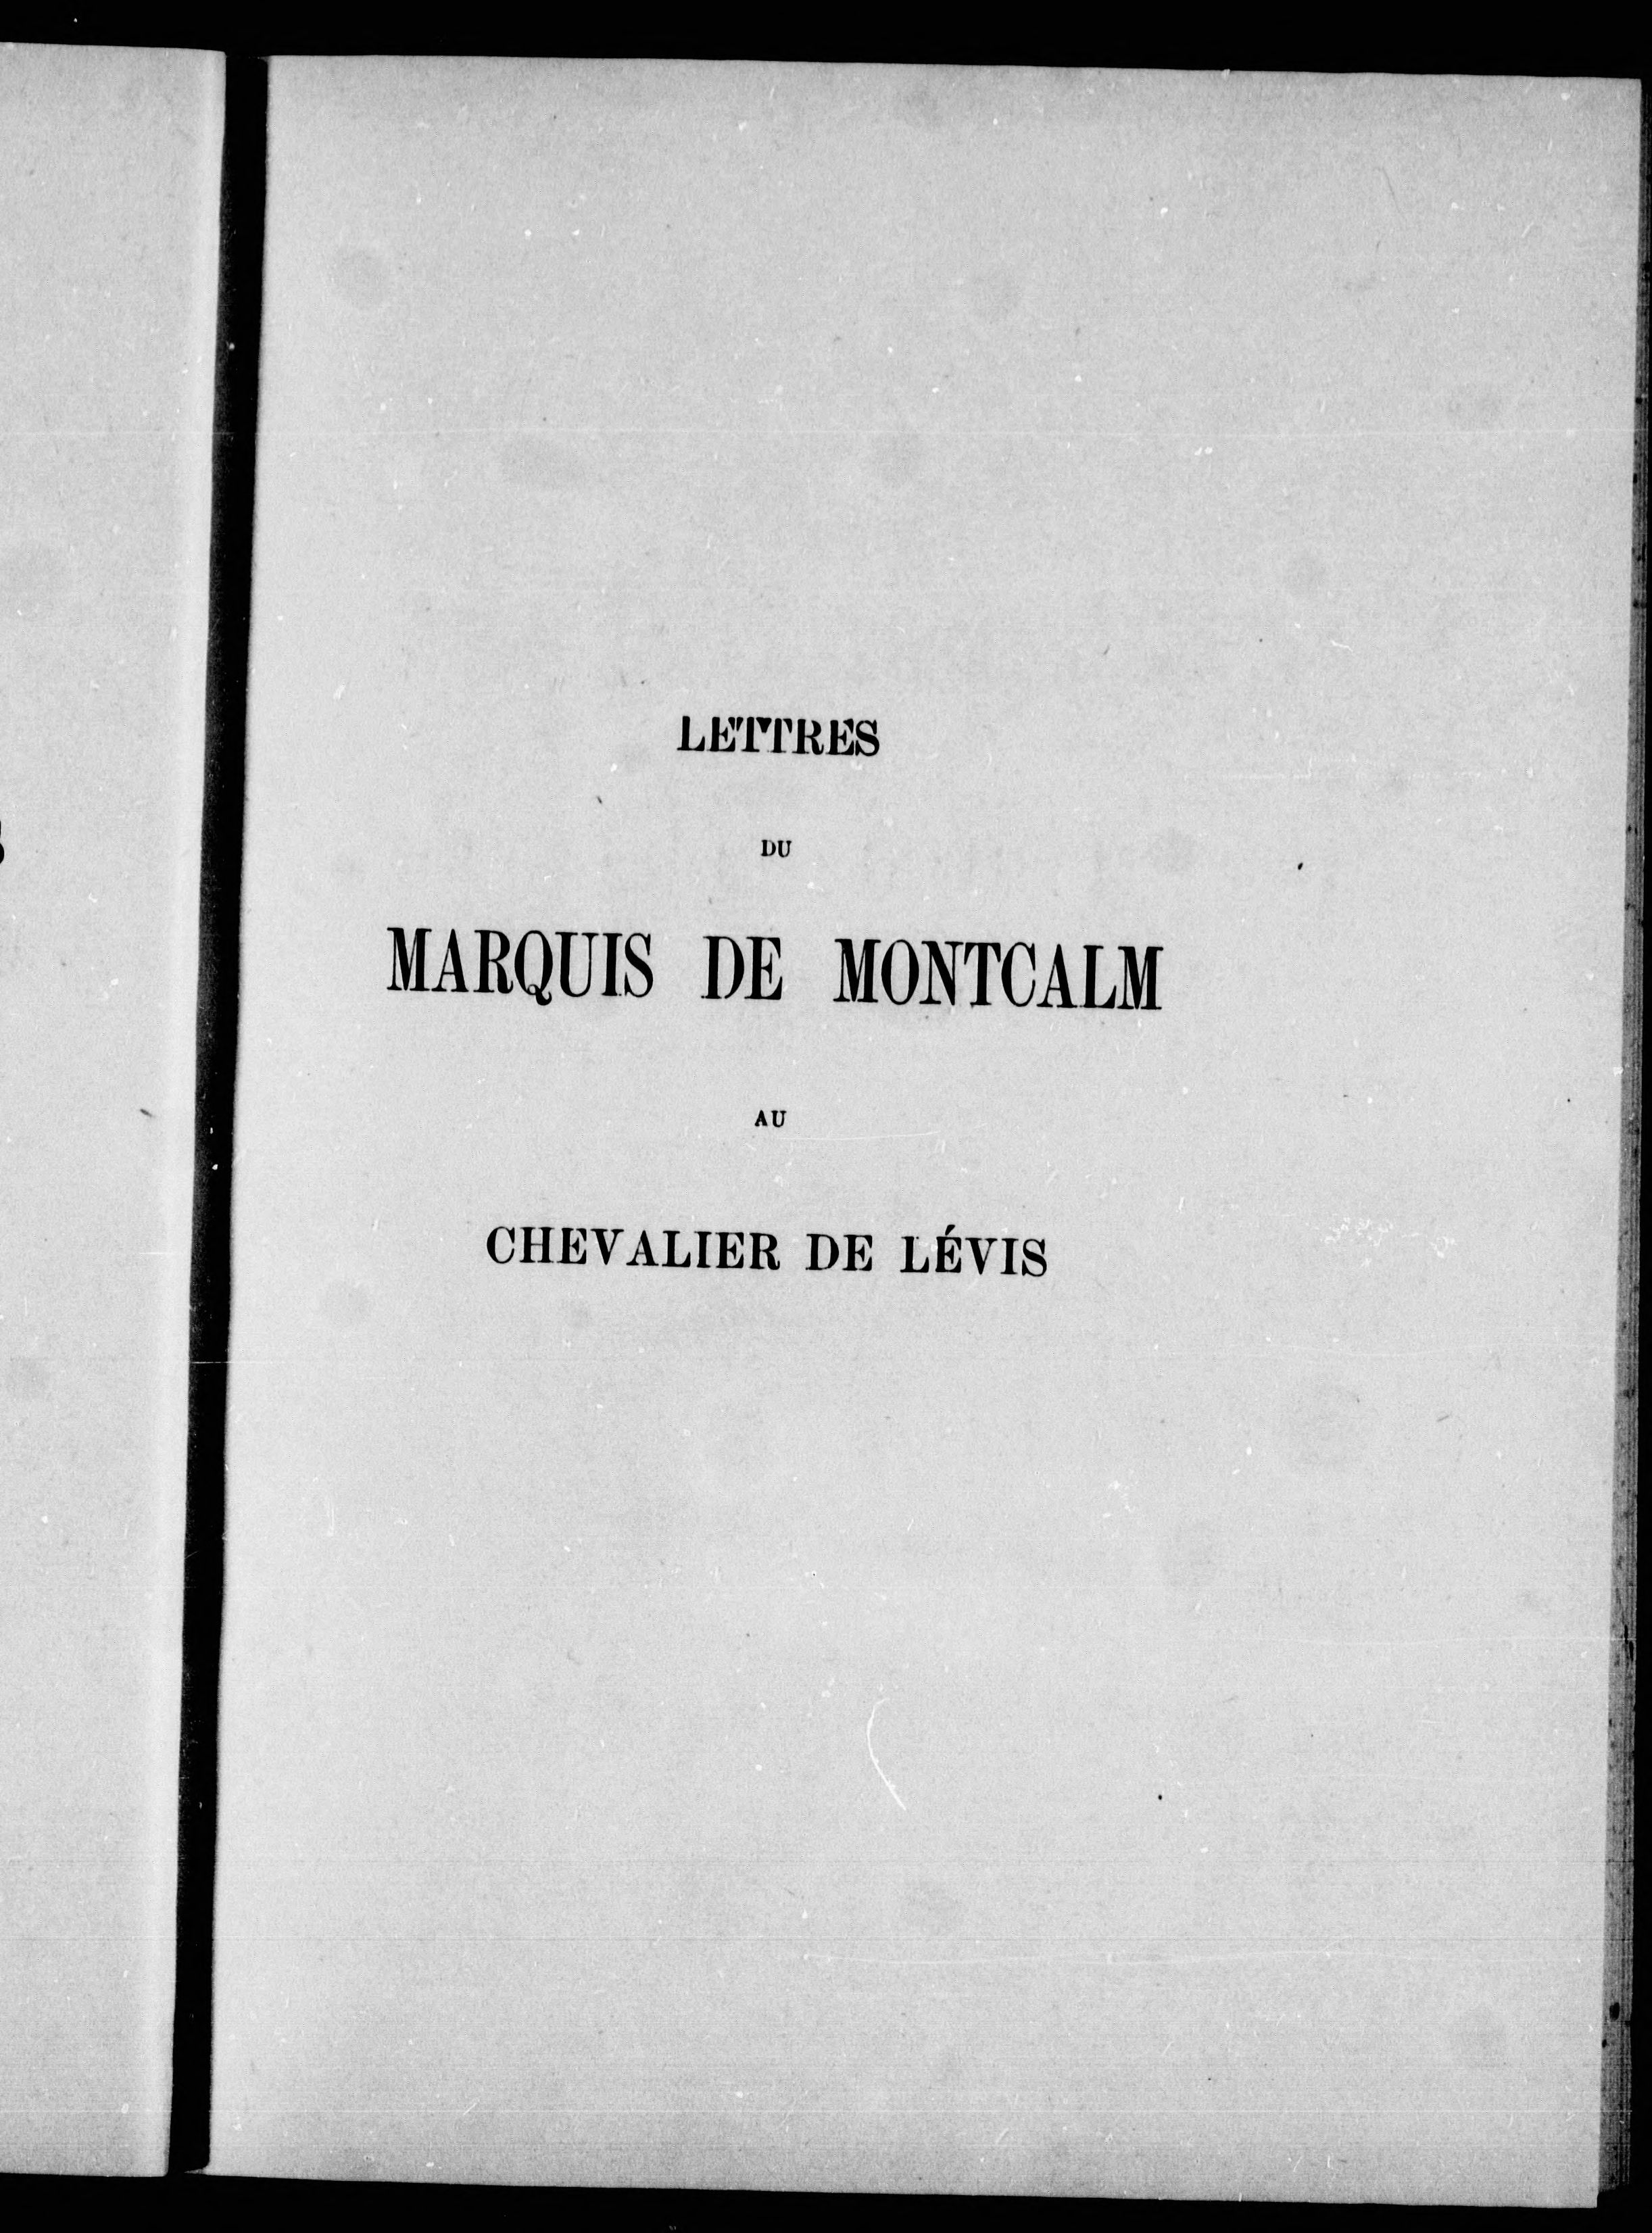 LETTRES
DU
MARQUIS DE MONTCALM
AU
CHEVALIER DE LÉVIS